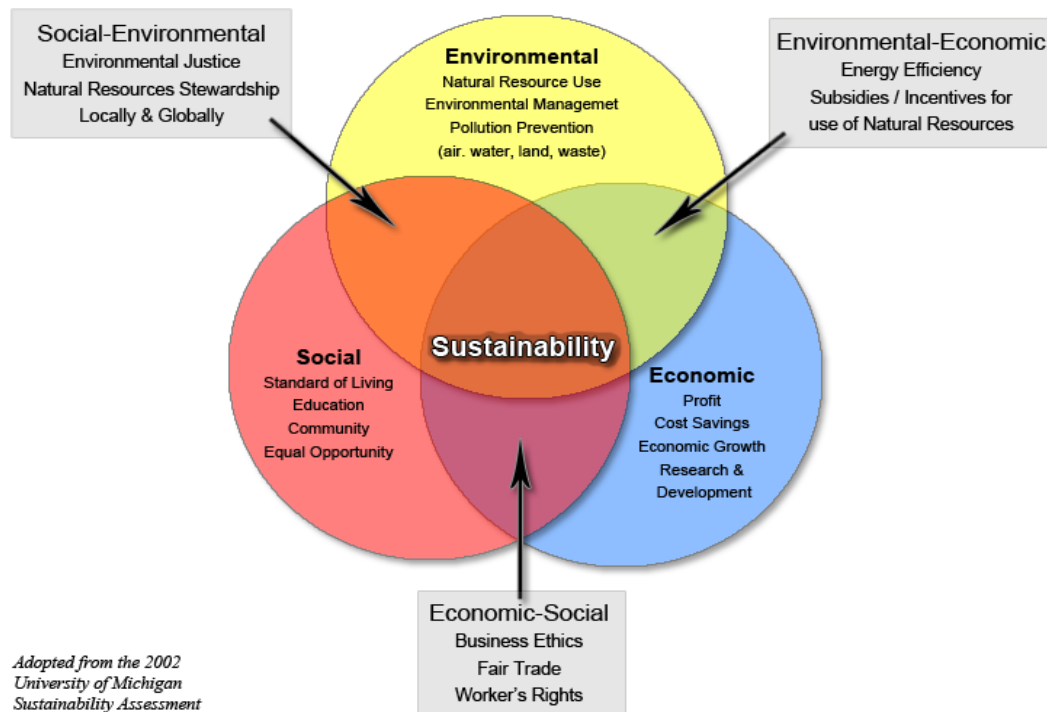 Social-Environmental
Environmental Justice
Natural Resources Stewardship
Locally & Globally
Environmental
Natural Resource Use
Environmental Managemet
Pollution Prevention
(air. water, land, waste)
Environmental-Economic
Energy Efficiency
Subsidies / Incentives for
use of Natural Resources
Sustainability
Social
Standard of Living
Education
Community
Equal Opportunity
Economic
Profit
Cost Savings
Economic Growth
Research &
Development
Economic-Social
Business Ethics
Fair Trade
Worker's Rights
Adopted from the 2002
University of Michigan
Sustainability Assessment